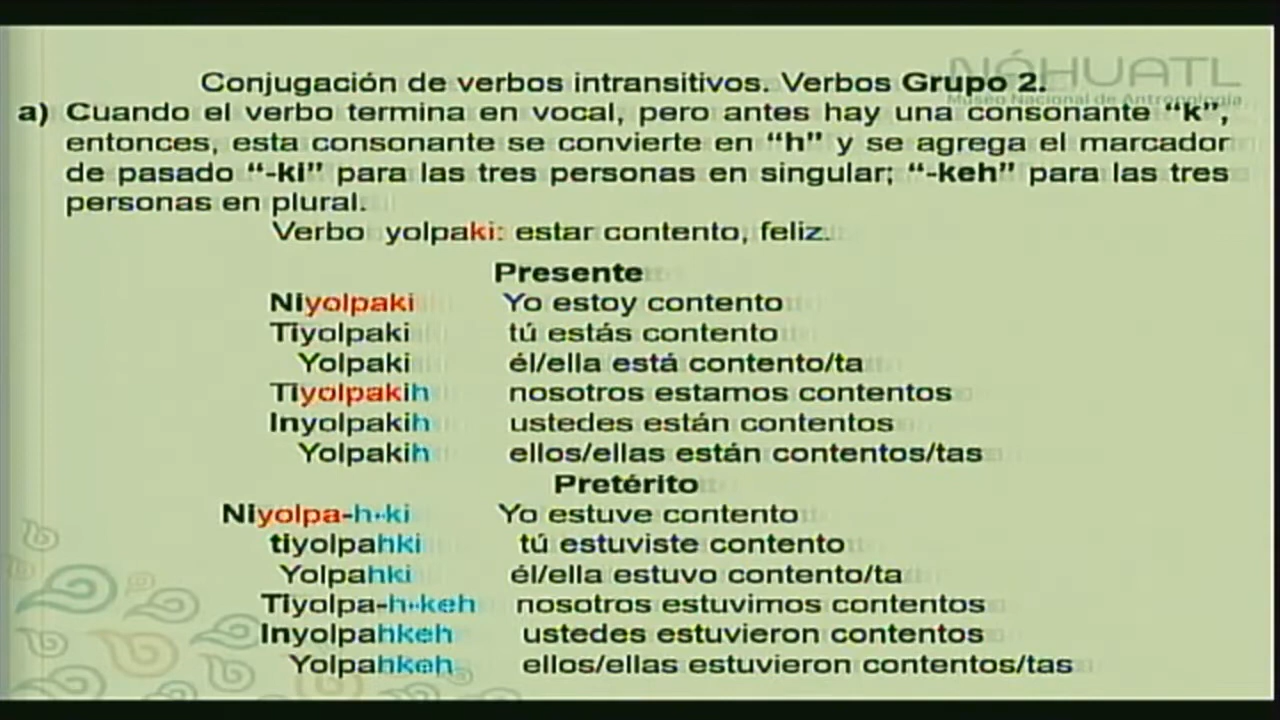 NÁHUATL
Museo Nacional de Antropología
Conjugación de verbos intransitivos. Verbos Grupo 2.
a) Cuando el verbo termina en vocal, pero antes hay una consonante “k”,
entonces, esta consonante se convierte en “h” y se agrega el marcador
de pasado “-ki” para las tres personas en singular; “-keh” para las tres
personas en plural.
Verbo yolpaki: estar contento, feliz.
Presente
Niyolpaki Yo estoy contento
Tiyolpaki tú estás contento
Yolpaki él/ella está contento/ta
Tiyolpakih nosotros estamos contentos
Inyolpakih ustedes están contentos
Yolpakih ellos/ellas están contentos/tas
Pretérito
Niyolpa-h-ki Yo estuve contento
tiyolpahki tú estuviste contento
Yolpahki él/ella estuvo contento/ta
Tiyolpa-h-keh nosotros estuvimos contentos
Inyolpahkeh ustedes estuvieron contentos
Yolpahkeh ellos/ellas estuvieron contentos/tas